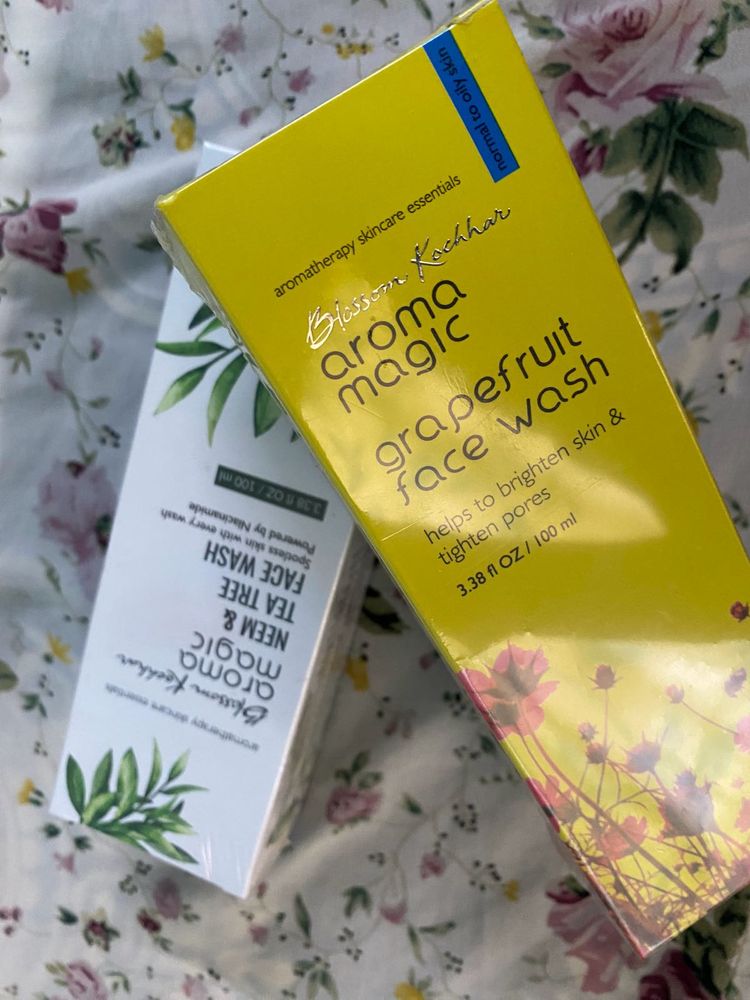 normal to oily skin
aromatherapy skincare essentials
Blossom Kochhar
aroma
magic
grapefruit
face wash
helps to brighten skin &
tighten pores
3.38 fl OZ / 100 ml
aromatherapy skincare essentials
Blossom Kochhar
aroma
magic
NEEM &
TEA TREE
FACE WASH
Powered by Niacinamide
Spotless skin with every wash
3.38 fl OZ / 100 ml